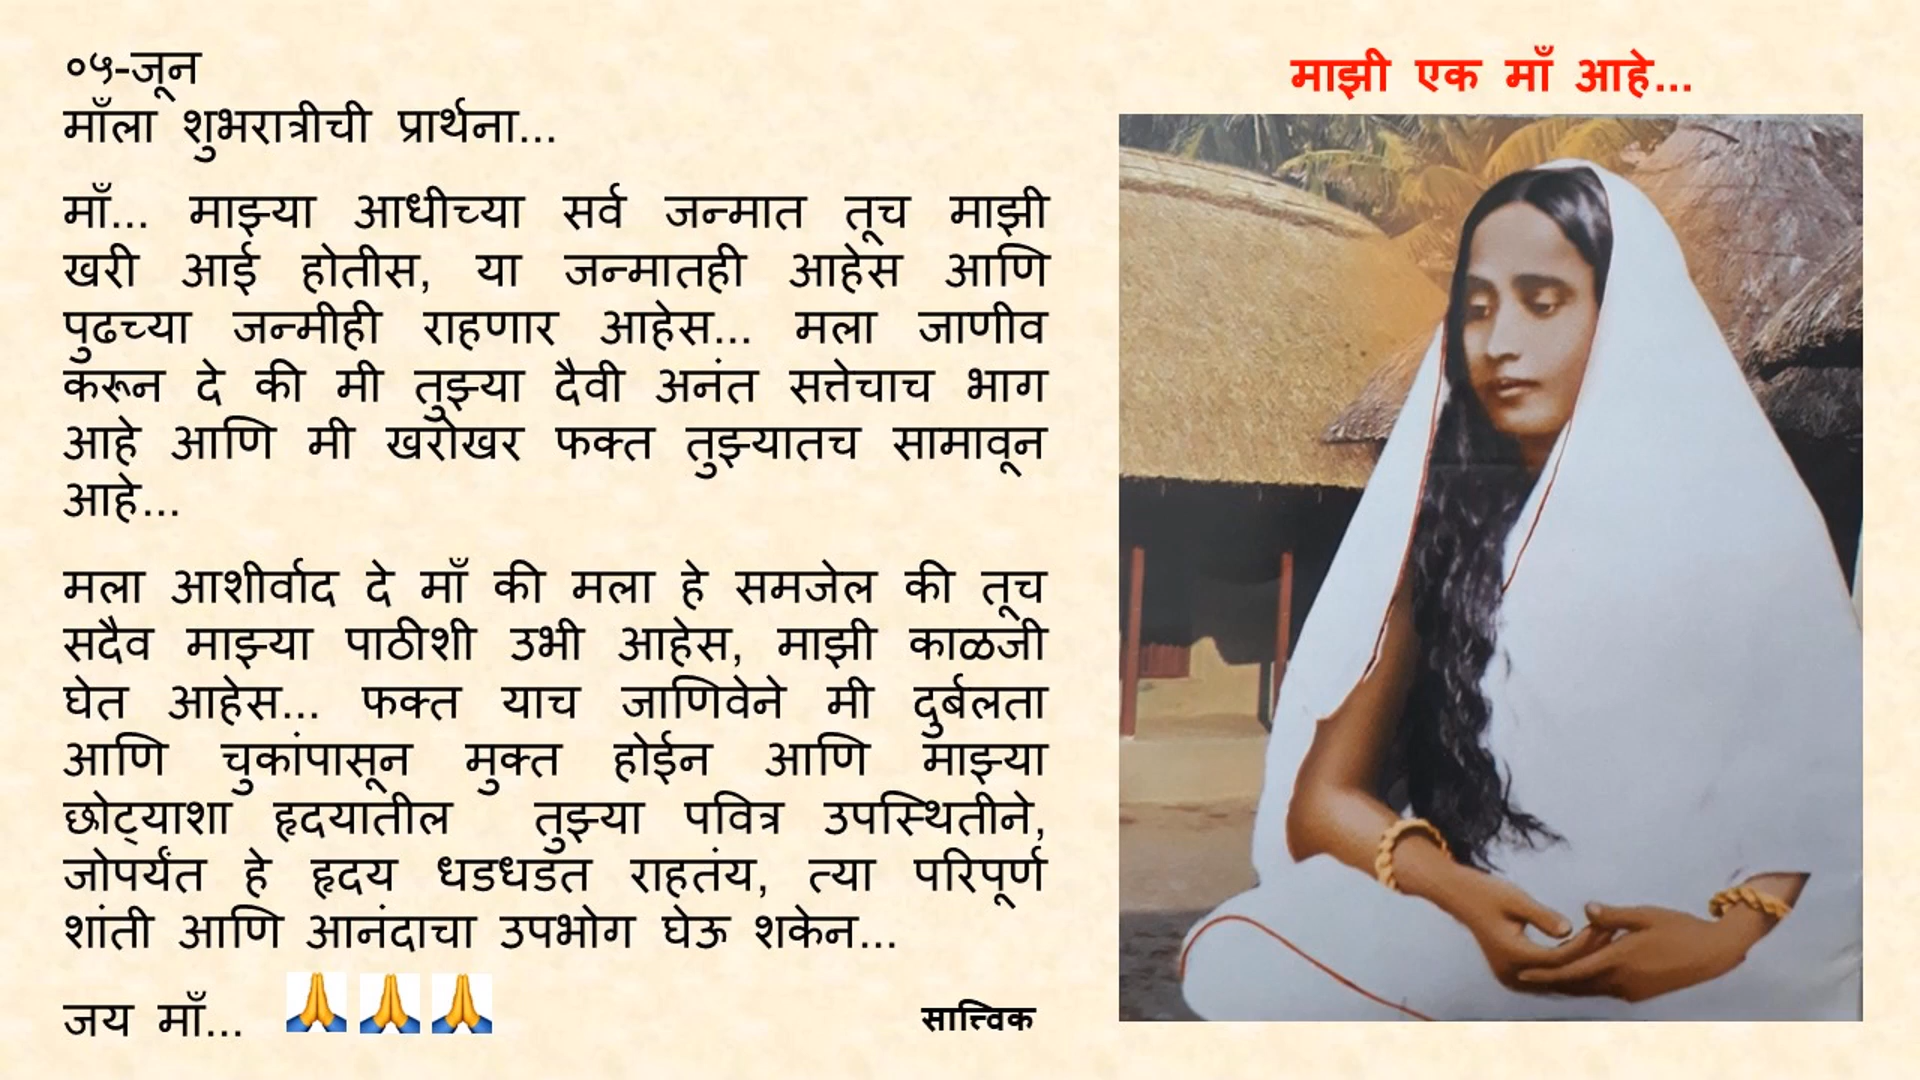 ०५-जून
माँला शुभरात्रीची प्रार्थना...
माँ... माझ्या आधीच्या सर्व जन्मात तूच माझी
खरी आई होतीस, या जन्मातही आहेस आणि
पुढच्या जन्मीही राहणार आहेस... मला जाणीव
करून दे की मी तुझ्या दैवी अनंत सत्तेचाच भाग
आहे आणि मी खरोखर फक्त तुझ्यातच सामावून
आहे...
मला आशीर्वाद दे माँ की मला हे समजेल की तूच
सदैव माझ्या पाठीशी उभी आहेस, माझी काळजी
घेत आहेस... फक्त याच जाणिवेने मी दुर्बलता
आणि चुकांपासून मुक्त होईन आणि माझ्या
छोट्याशा हृदयातील तुझ्या पवित्र उपस्थितीने,
जोपर्यंत हे हृदय धडधडत राहतंय, त्या परिपूर्ण
शांती आणि आनंदाचा उपभोग घेऊ शकेन...
जय माँ... 🙏🙏🙏
सात्त्विक
माझी एक माँ आहे...